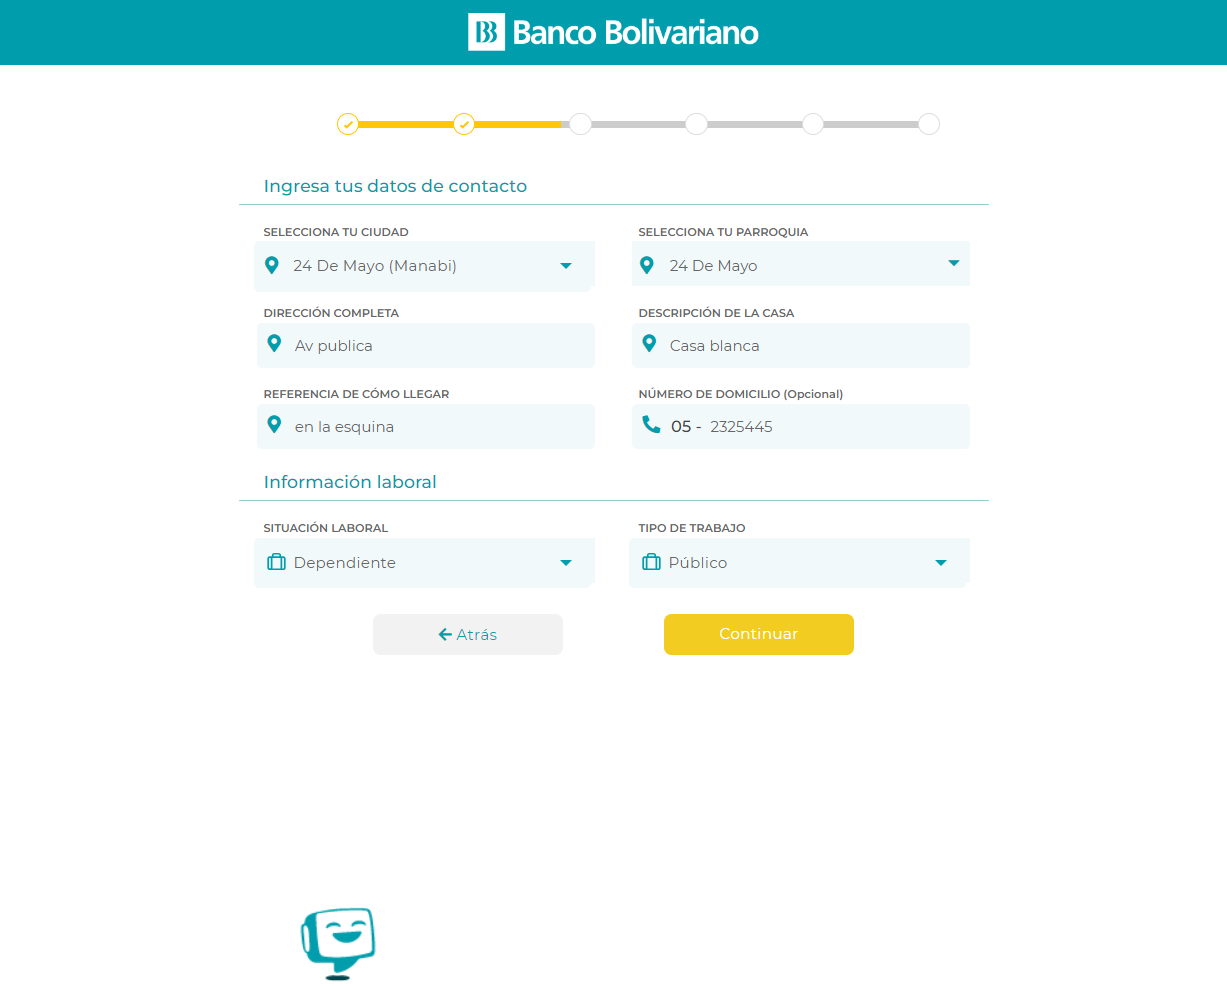 Banco Bolivariano
Ingresa tus datos de contacto
SELECCIONA TU CIUDAD
24 De Mayo (Manabi)
SELECCIONA TU PARROQUIA
24 De Mayo
DIRECCIÓN COMPLETA
Av publica
DESCRIPCIÓN DE LA CASA
Casa blanca
REFERENCIA DE CÓMO LLEGAR
en la esquina
NÚMERO DE DOMICILIO (Opcional)
05 - 2325445
Información laboral
SITUACIÓN LABORAL
Dependiente
TIPO DE TRABAJO
Público
Atrás
Continuar